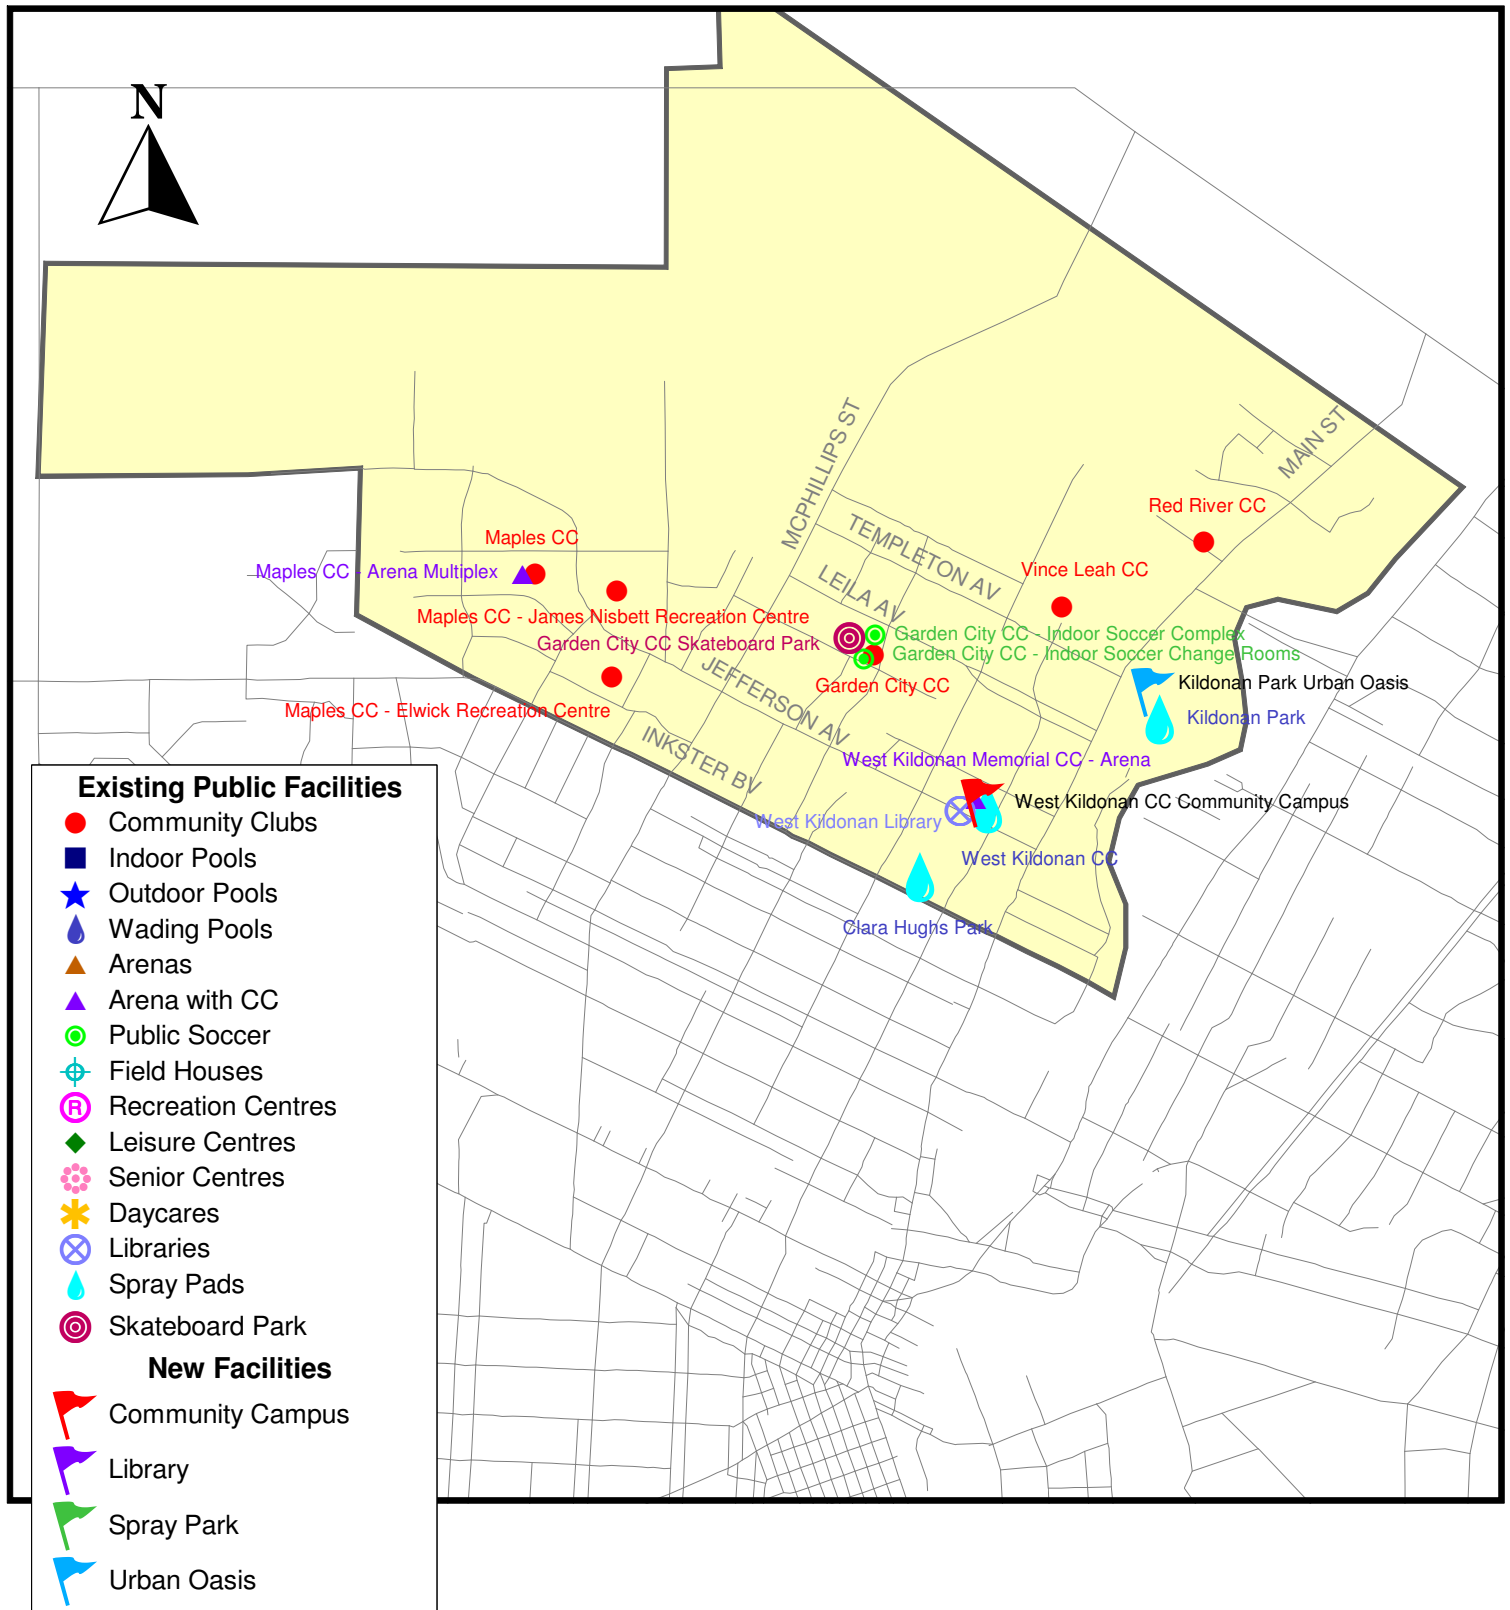 N
MCPHILLIPS ST
MAIN ST
Red River CC
TEMPLETON AV
Maples CC
Vince Leah CC
Maples CC - Arena Multiplex
LEILA AV
Maples CC - James Nisbett Recreation Centre
Garden City CC - Indoor Soccer Complex
Garden City CC Skateboard Park
Garden City CC - Indoor Soccer Change Rooms
JEFFERSON AV
Garden City CC
Kildonan Park Urban Oasis
Maples CC - Elwick Recreation Centre
Kildonan Park
INKSTER BV
West Kildonan Memorial CC - Arena
West Kildonan CC Community Campus
West Kildonan Library
West Kildonan CC
Clara Hughs Park
Existing Public Facilities
Community Clubs
Indoor Pools
Outdoor Pools
Wading Pools
Arenas
Arena with CC
Public Soccer
Field Houses
R Recreation Centres
Leisure Centres
Senior Centres
Daycares
Libraries
Spray Pads
Skateboard Park
New Facilities
Community Campus
Library
Spray Park
Urban Oasis